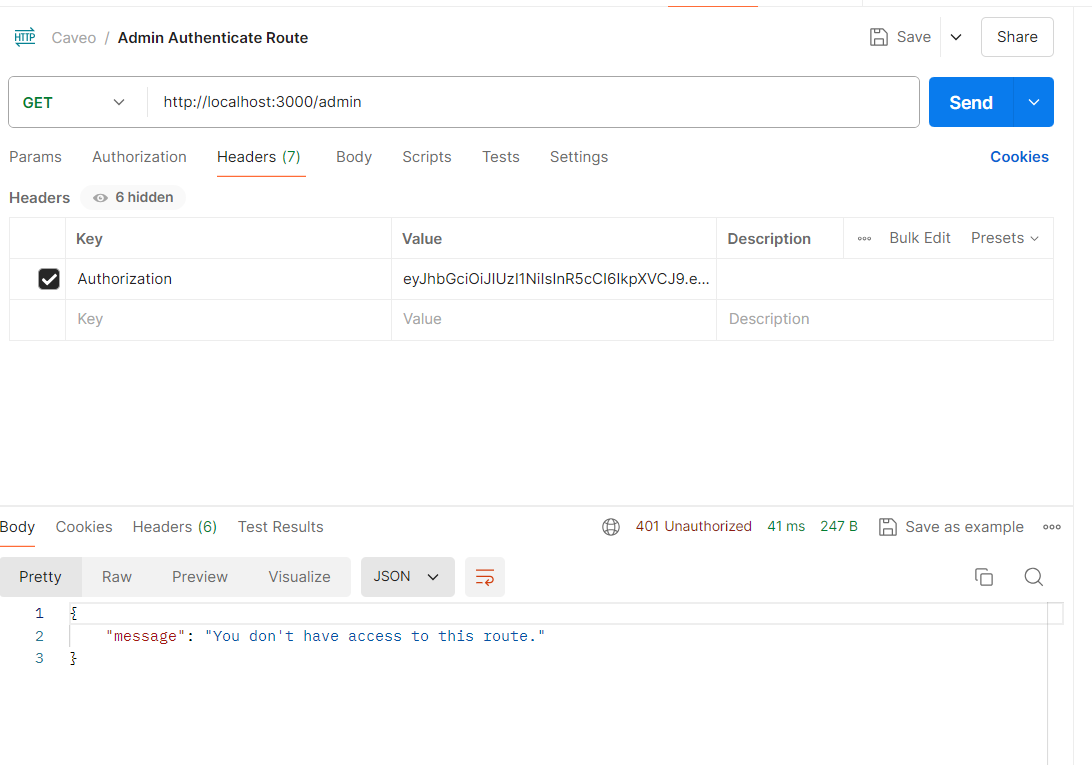 HTTP Caveo / Admin Authenticate Route Save Share
GET http://localhost:3000/admin Send
Params Authorization Headers (7) Body Scripts Tests Settings Cookies
Headers 6 hidden
Key Value Description Bulk Edit Presets
Authorization eyJhbGciOiJIUzI1NiIsInR5cCI6IkpXVCJ9.e...
Key Value Description
Body Cookies Headers (6) Test Results 401 Unauthorized 41 ms 247 B Save as example
Pretty Raw Preview Visualize JSON
1 {
2 "message": "You don't have access to this route."
3 }